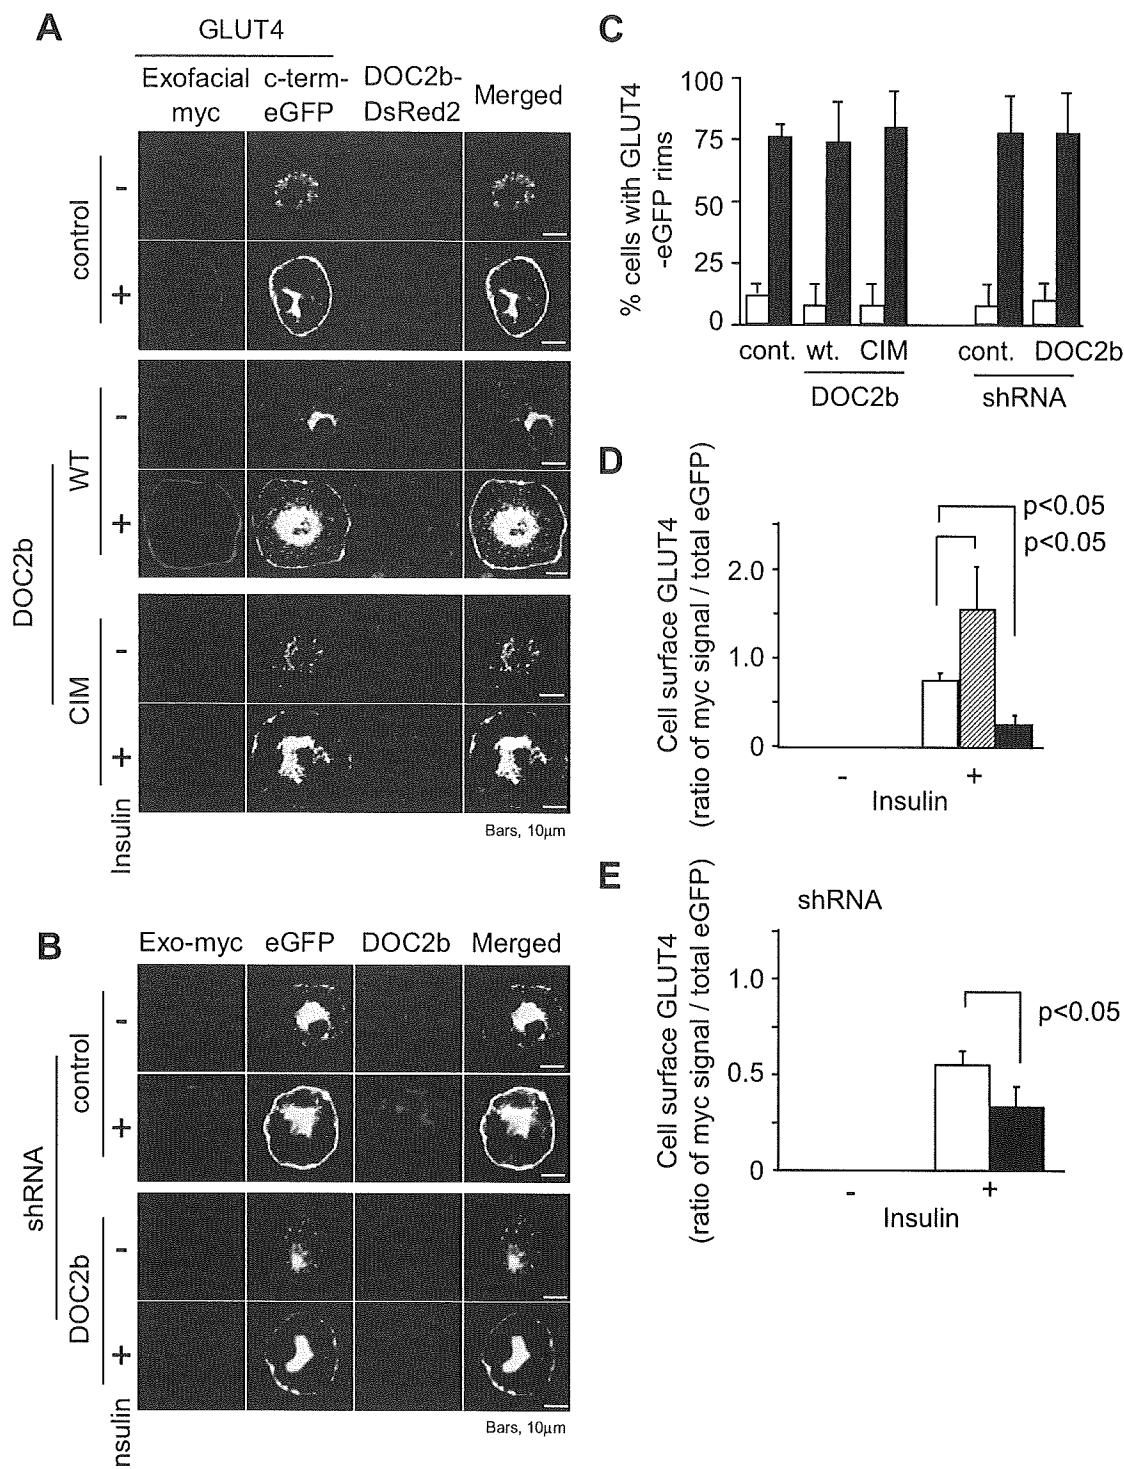 A
GLUT4
Exofacial myc
c-term-eGFP
DOC2b-DsRed2
Merged
control
-
+
DOC2b
WT
-
+
CIM
-
+
Insulin
Bars, 10μm
B
Exo-myc
eGFP
DOC2b
Merged
shRNA
control
-
+
DOC2b
-
+
Insulin
Bars, 10μm
C
% cells with GLUT4
-eGFP rims
100
75
50
25
0
cont. wt. CIM cont. DOC2b
DOC2b shRNA
D
Cell surface GLUT4
(ratio of myc signal / total eGFP)
2.0
1.0
0
p<0.05
p<0.05
- +
Insulin
E
shRNA
Cell surface GLUT4
(ratio of myc signal / total eGFP)
1.0
0.5
0
p<0.05
- +
Insulin